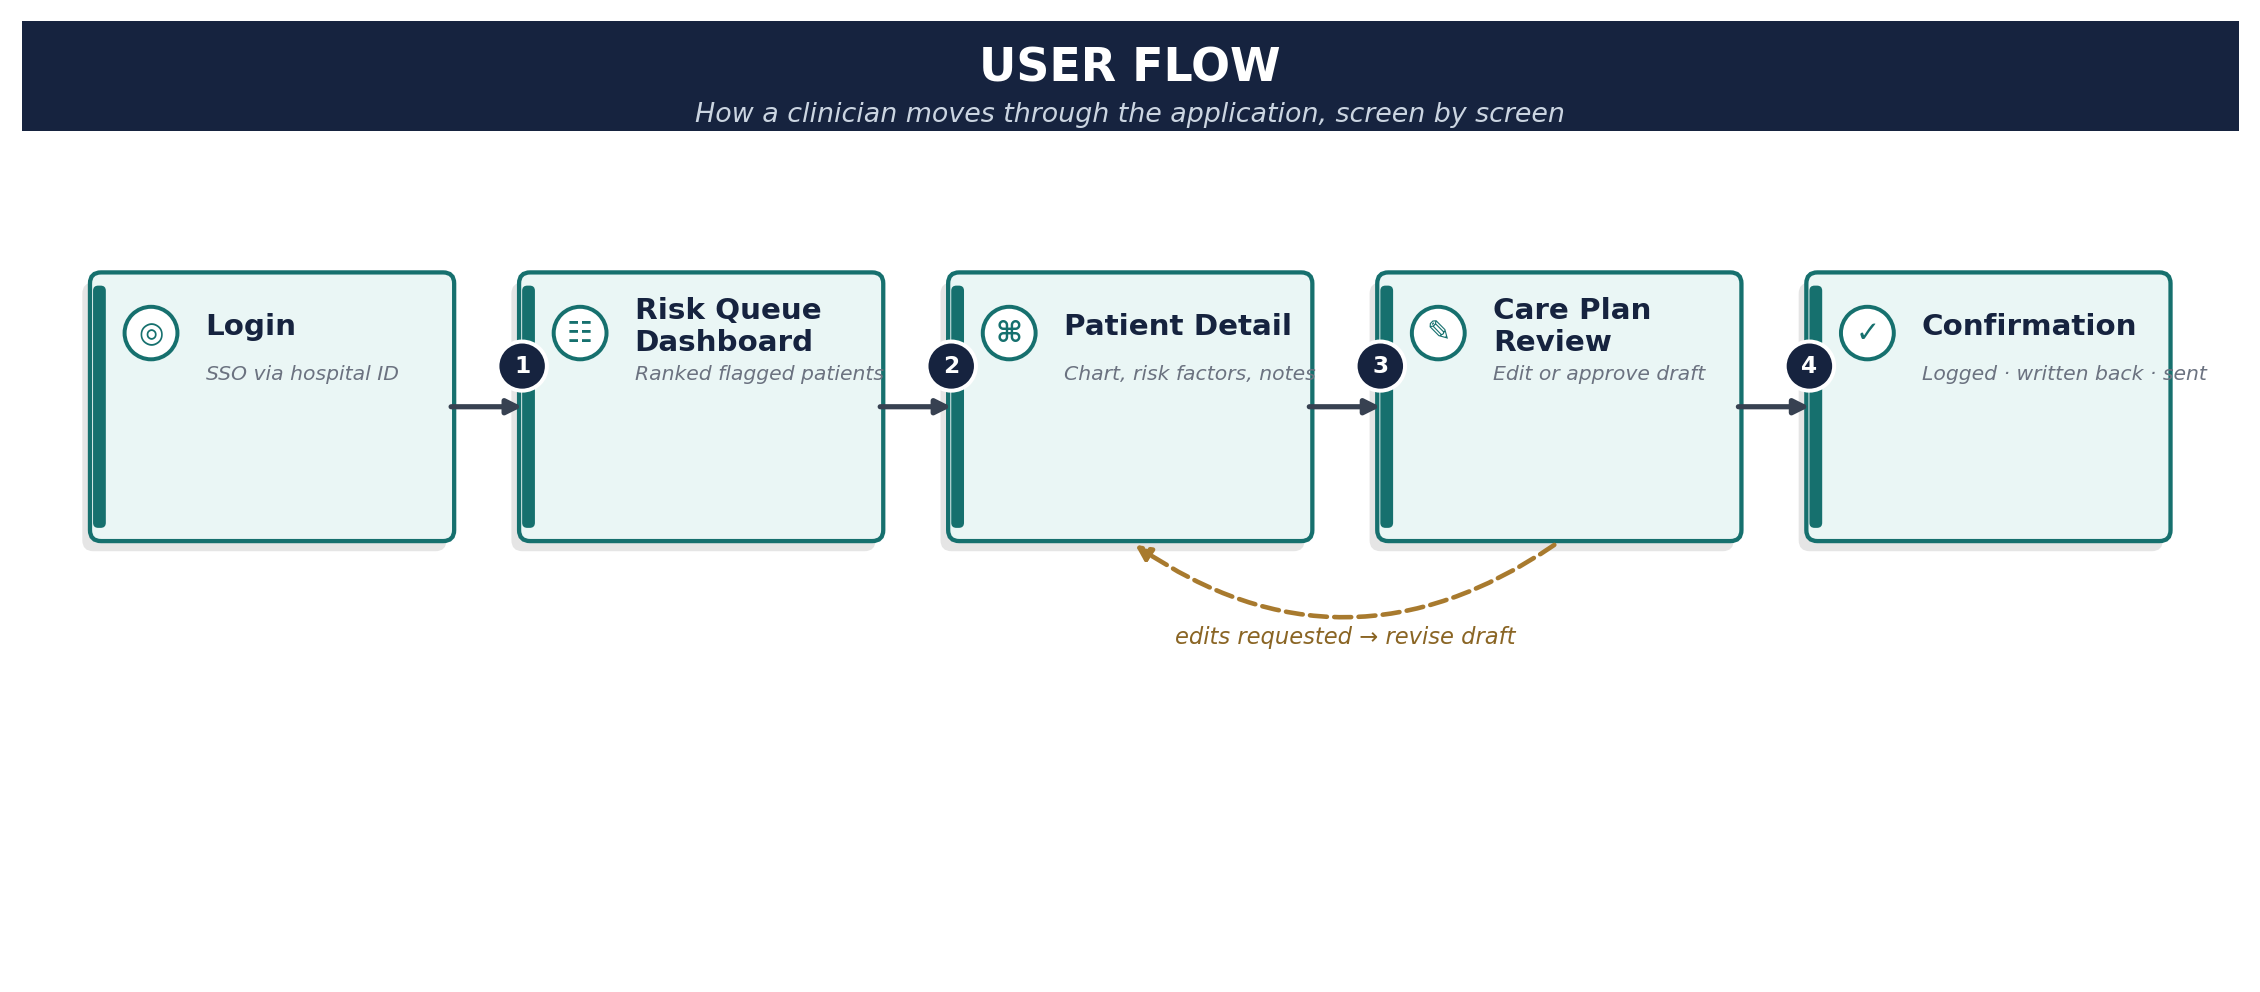 USER FLOW
How a clinician moves through the application, screen by screen
Login
SSO via hospital ID
1
Risk Queue
Dashboard
Ranked flagged patients
2
Patient Detail
Chart, risk factors, notes
3
Care Plan
Review
Edit or approve draft
4
Confirmation
Logged · written back · sent
edits requested → revise draft